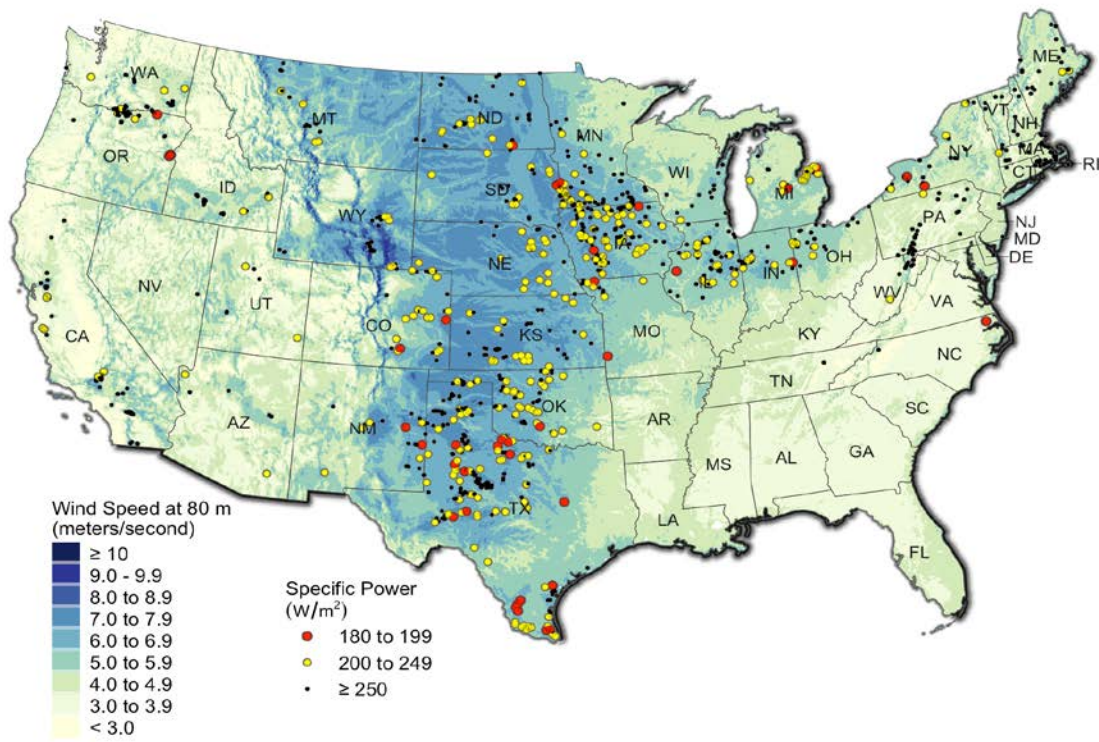 WA
ME
MT
ND
VT
MN
NH
OR
NY
MA
WI
CT
RI
ID
SD
MI
WY
PA
IA
NJ
NE
OH
MD
NV
IN
DE
IL
UT
WV
VA
CO
CA
KS
MO
KY
NC
TN
OK
AZ
NM
AR
SC
MS
AL
GA
TX
LA
FL
Wind Speed at 80 m
(meters/second)
≥ 10
9.0 - 9.9
8.0 to 8.9
7.0 to 7.9
6.0 to 6.9
5.0 to 5.9
4.0 to 4.9
3.0 to 3.9
< 3.0
Specific Power
(W/m²)
180 to 199
200 to 249
≥ 250